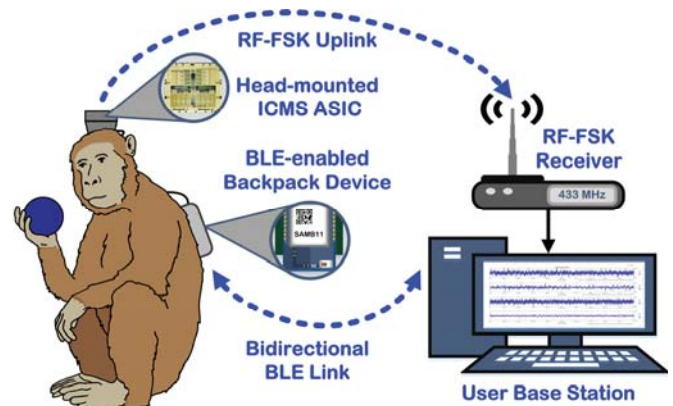 RF-FSK Uplink
Head-mounted
ICMS ASIC
BLE-enabled
Backpack Device
SAMB11
RF-FSK
Receiver
433 MHz
Bidirectional
BLE Link
User Base Station